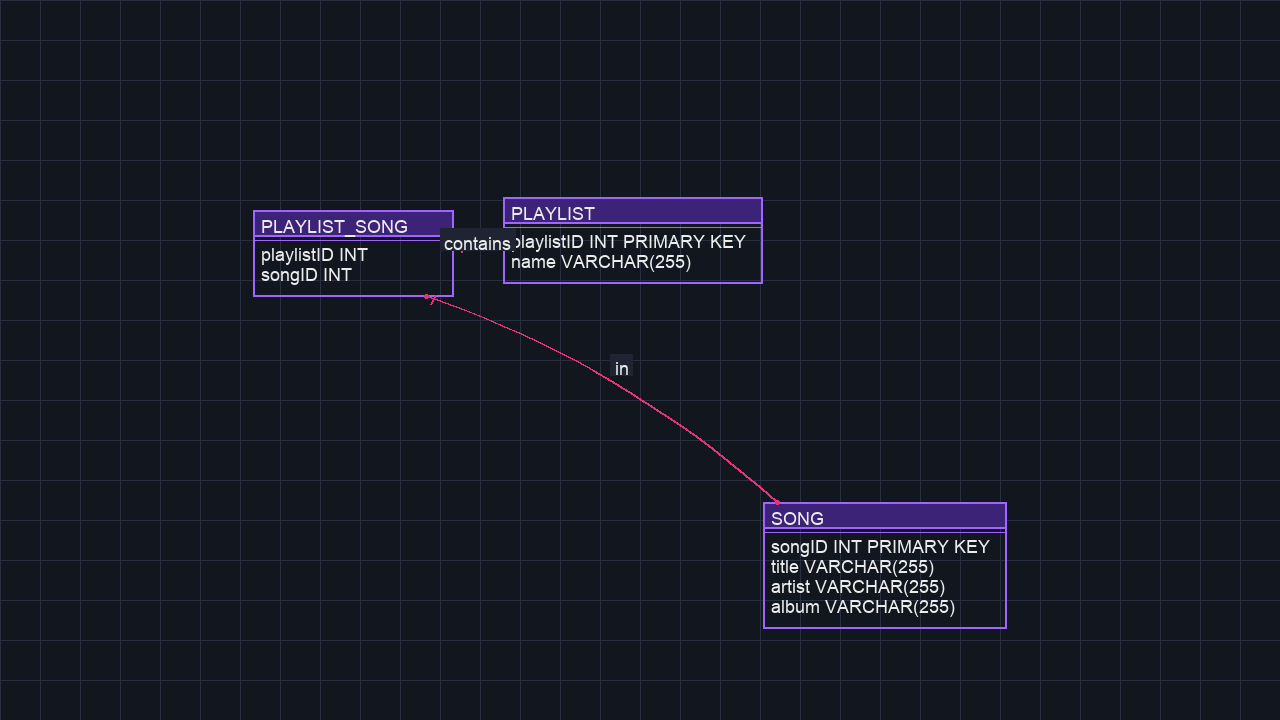 PLAYLIST_SONG
playlistID INT
songID INT
contains
PLAYLIST
playlistID INT PRIMARY KEY
name VARCHAR(255)
in
SONG
songID INT PRIMARY KEY
title VARCHAR(255)
artist VARCHAR(255)
album VARCHAR(255)